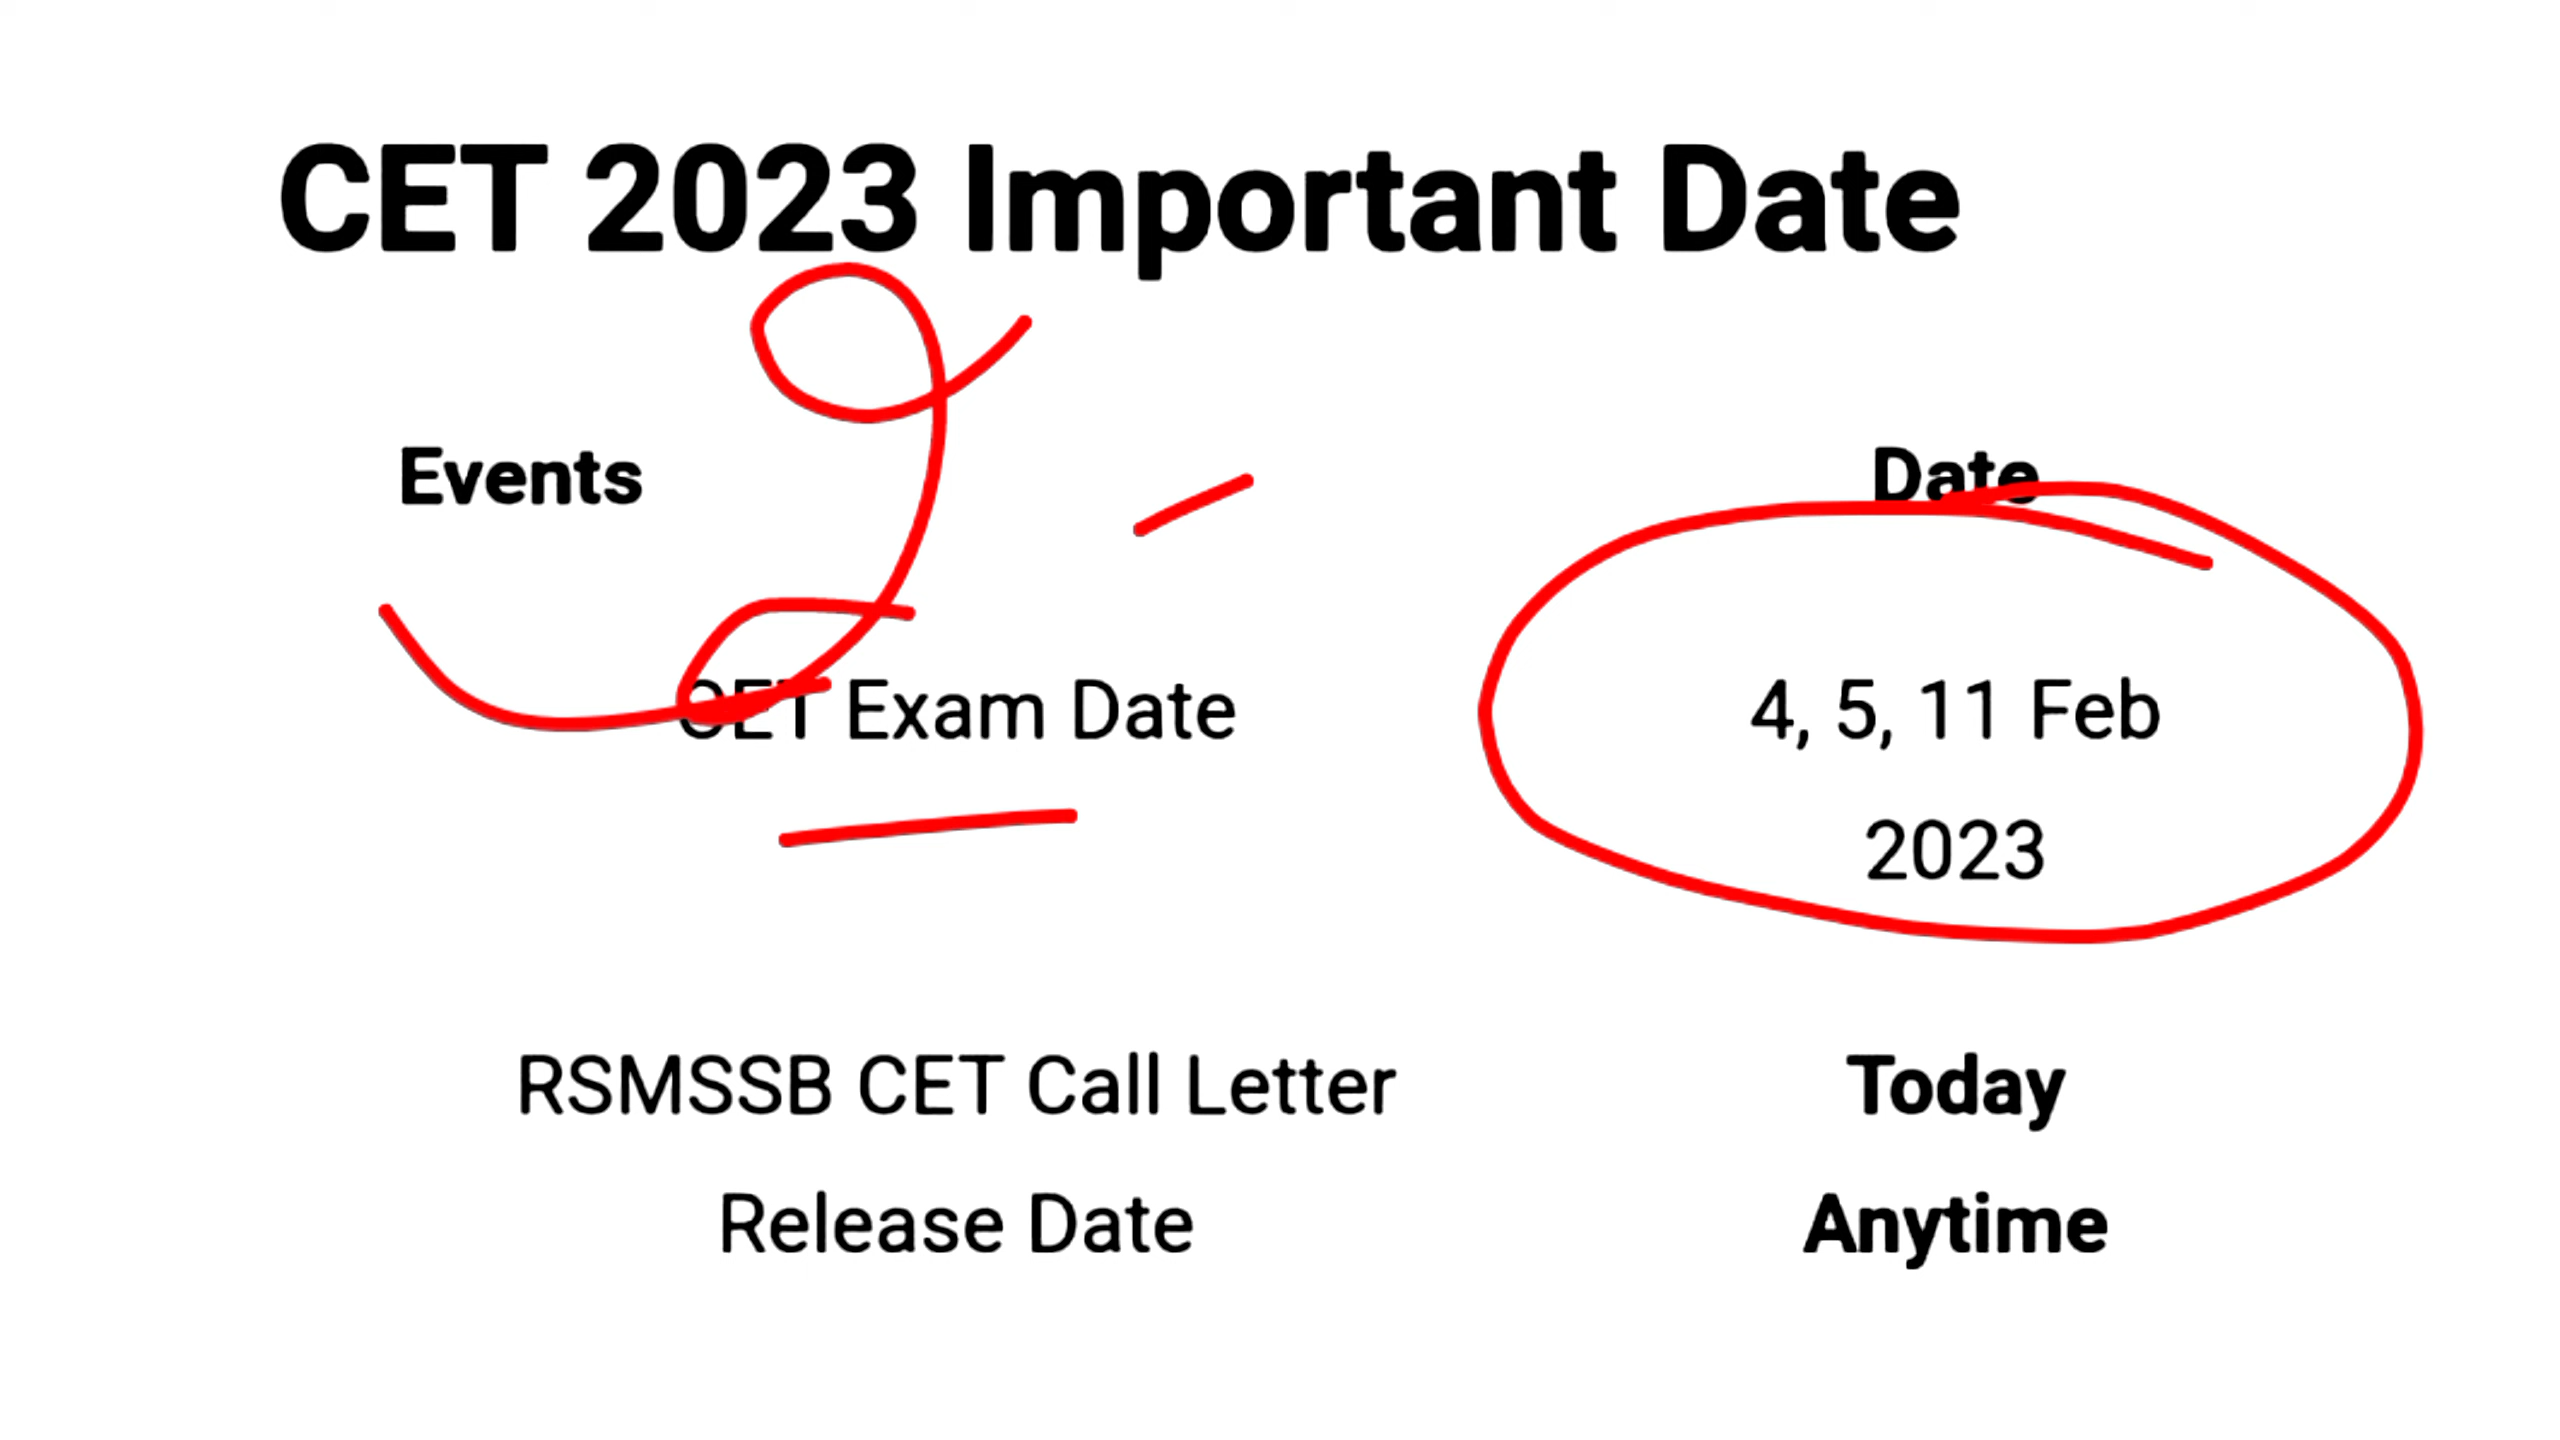 CET 2023 Important Date
Events Date
CET Exam Date 4, 5, 11 Feb
2023
RSMSSB CET Call Letter Today
Release Date Anytime